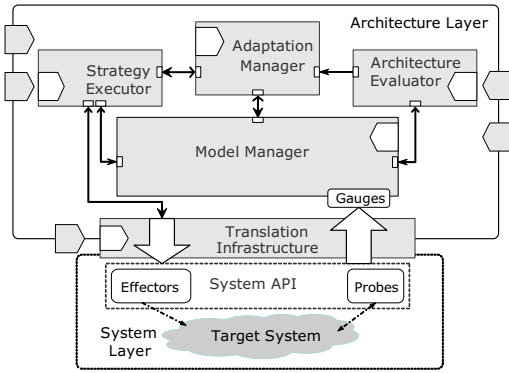 Architecture Layer
Adaptation
Manager
Strategy
Executor
Architecture
Evaluator
Model Manager
Gauges
Translation
Infrastructure
System API
Effectors
Probes
System
Layer
Target System